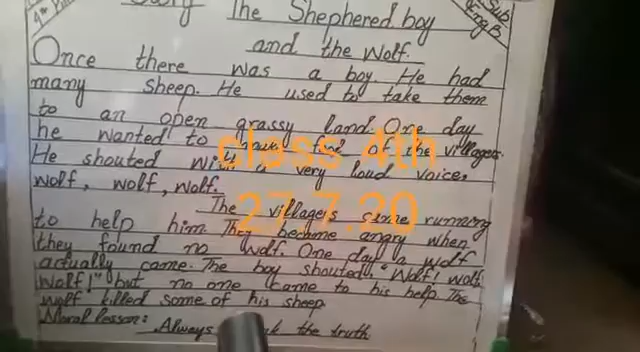 Story The Shephered boy
and the Wolf.
Sub
Eng B
4th
Once there was a boy. He had
many sheep. He used to take them
to an open grassy land. One day
he wanted to make fun of the villagers
He shouted with a very loud voice,
wolf, wolf, wolf.
The villagers came running
to help him. They became angry when
they found no wolf. One day a wolf
actually came. The boy shouted, "Wolf! wolf!
Wolf!" but no one came to his help. The
wolf killed some of his sheep
Moral lesson:
Always the truth
class 4th
27.7.20